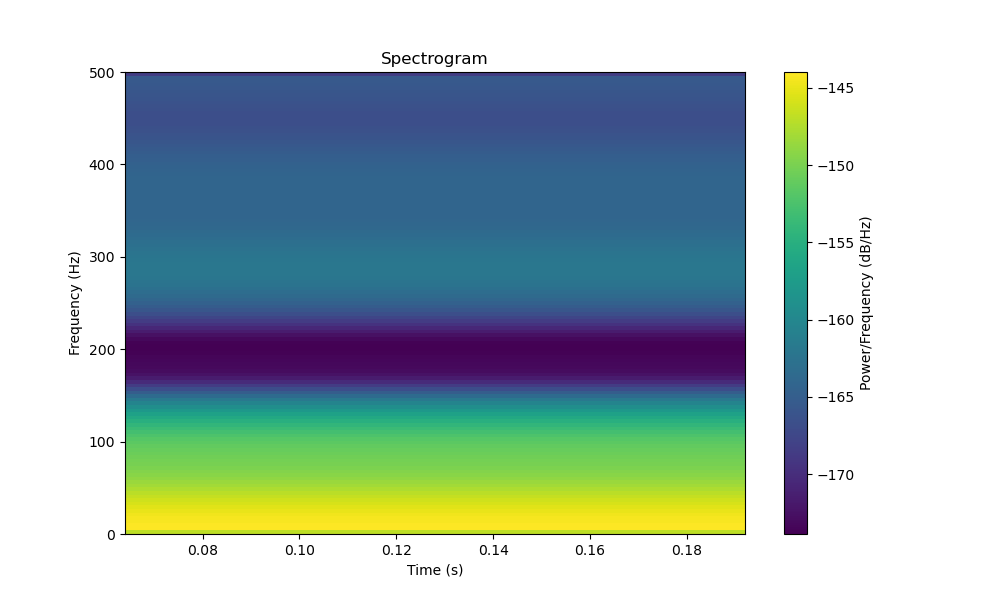 Spectrogram
500
400
300
200
100
0
Frequency (Hz)
0.08 0.10 0.12 0.14 0.16 0.18
Time (s)
−145
−150
−155
−160
−165
−170
Power/Frequency (dB/Hz)